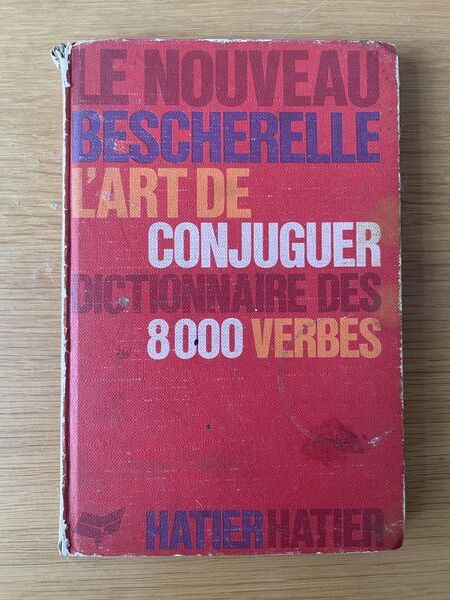 LE NOUVEAU
BESCHERELLE
L'ART DE
CONJUGUER
DICTIONNAIRE DES
8000 VERBES
HATIER HATIER